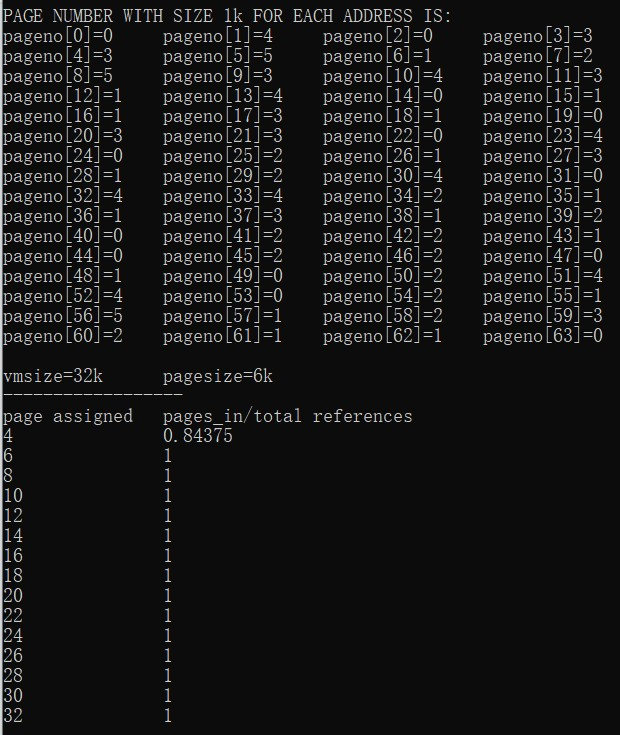 PAGE NUMBER WITH SIZE 1k FOR EACH ADDRESS IS:
pageno[0]=0 pageno[1]=4 pageno[2]=0 pageno[3]=3
pageno[4]=3 pageno[5]=5 pageno[6]=1 pageno[7]=2
pageno[8]=5 pageno[9]=3 pageno[10]=4 pageno[11]=3
pageno[12]=1 pageno[13]=4 pageno[14]=0 pageno[15]=1
pageno[16]=1 pageno[17]=3 pageno[18]=1 pageno[19]=0
pageno[20]=3 pageno[21]=3 pageno[22]=0 pageno[23]=4
pageno[24]=0 pageno[25]=2 pageno[26]=1 pageno[27]=3
pageno[28]=1 pageno[29]=2 pageno[30]=4 pageno[31]=0
pageno[32]=4 pageno[33]=4 pageno[34]=2 pageno[35]=1
pageno[36]=1 pageno[37]=3 pageno[38]=1 pageno[39]=2
pageno[40]=0 pageno[41]=2 pageno[42]=2 pageno[43]=1
pageno[44]=0 pageno[45]=2 pageno[46]=2 pageno[47]=0
pageno[48]=1 pageno[49]=0 pageno[50]=2 pageno[51]=4
pageno[52]=4 pageno[53]=0 pageno[54]=2 pageno[55]=1
pageno[56]=5 pageno[57]=1 pageno[58]=2 pageno[59]=3
pageno[60]=2 pageno[61]=1 pageno[62]=1 pageno[63]=0
vmsize=32k pagesize=6k
------------------
page assigned pages_in/total references
4 0.84375
6 1
8 1
10 1
12 1
14 1
16 1
18 1
20 1
22 1
24 1
26 1
28 1
30 1
32 1